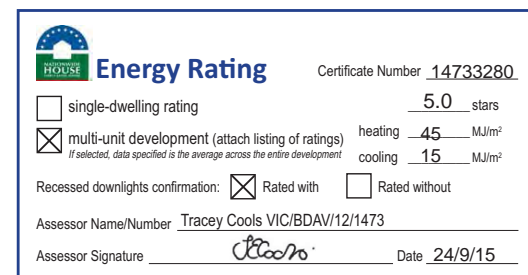 NATIONWIDE
HOUSE
Energy Rating
Certificate Number 14733280
single-dwelling rating
5.0 stars
multi-unit development (attach listing of ratings)
If selected, data specified is the average across the entire development
heating 45 MJ/m²
cooling 15 MJ/m²
Recessed downlights confirmation: Rated with Rated without
Assessor Name/Number Tracey Cools VIC/BDAV/12/1473
Assessor Signature
Date 24/9/15